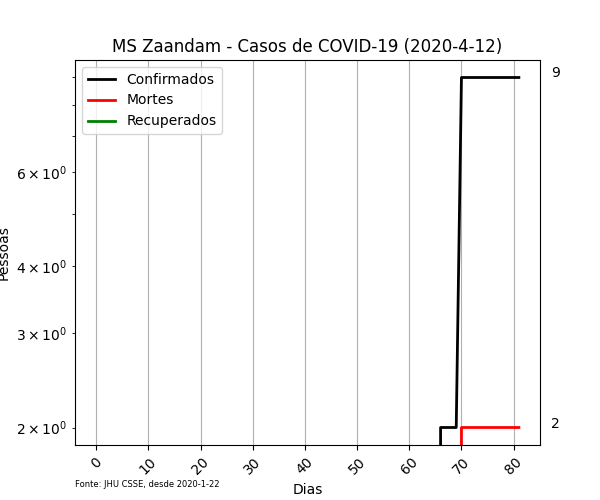 MS Zaandam - Casos de COVID-19 (2020-4-12)
Confirmados
Mortes
Recuperados
9
6 × 10⁰
4 × 10⁰
3 × 10⁰
2 × 10⁰
2
Pessoas
0 10 20 30 40 50 60 70 80
Dias
Fonte: JHU CSSE, desde 2020-1-22